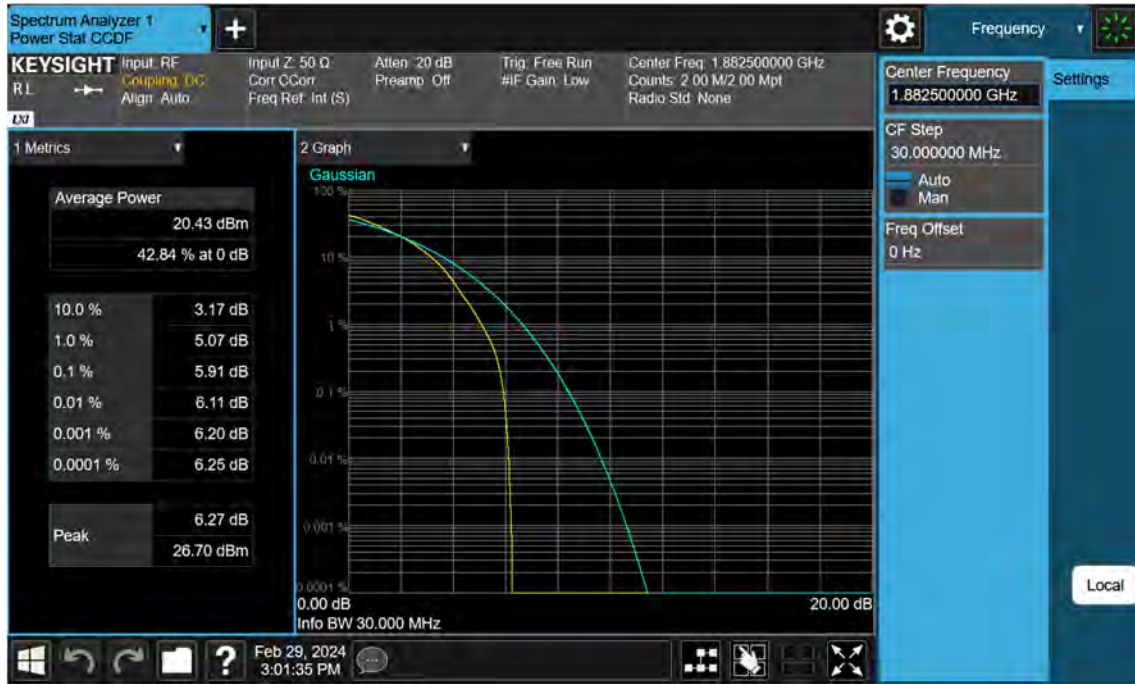 Spectrum Analyzer 1
Power Stat CCDF
+
Frequency
KEYSIGHT
RL
LXI
Input: RF
Coupling: DC
Align: Auto
Input Z: 50 Ω
Corr CCorr
Freq Ref: Int (S)
Atten: 20 dB
Preamp: Off
Trig: Free Run
#IF Gain: Low
Center Freq: 1.882500000 GHz
Counts: 2.00 M/2.00 Mpt
Radio Std: None
1 Metrics
Average Power
20.43 dBm
42.84 % at 0 dB
10.0 % 3.17 dB
1.0 % 5.07 dB
0.1 % 5.91 dB
0.01 % 6.11 dB
0.001 % 6.20 dB
0.0001 % 6.25 dB
Peak
6.27 dB
26.70 dBm
2 Graph
Gaussian
100 %
10 %
1 %
0.1 %
0.01 %
0.001 %
0.0001 %
0.00 dB 20.00 dB
Info BW 30.000 MHz
Center Frequency
1.882500000 GHz
CF Step
30.000000 MHz
Auto
Man
Freq Offset
0 Hz
Settings
Local
?
Feb 29, 2024
3:01:35 PM